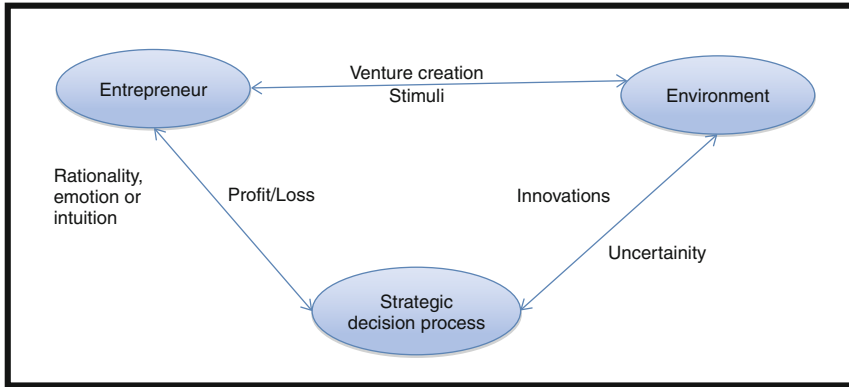 Entrepreneur
Venture creation
Stimuli
Environment
Rationality,
emotion or
intuition
Profit/Loss
Innovations
Uncertainity
Strategic
decision process